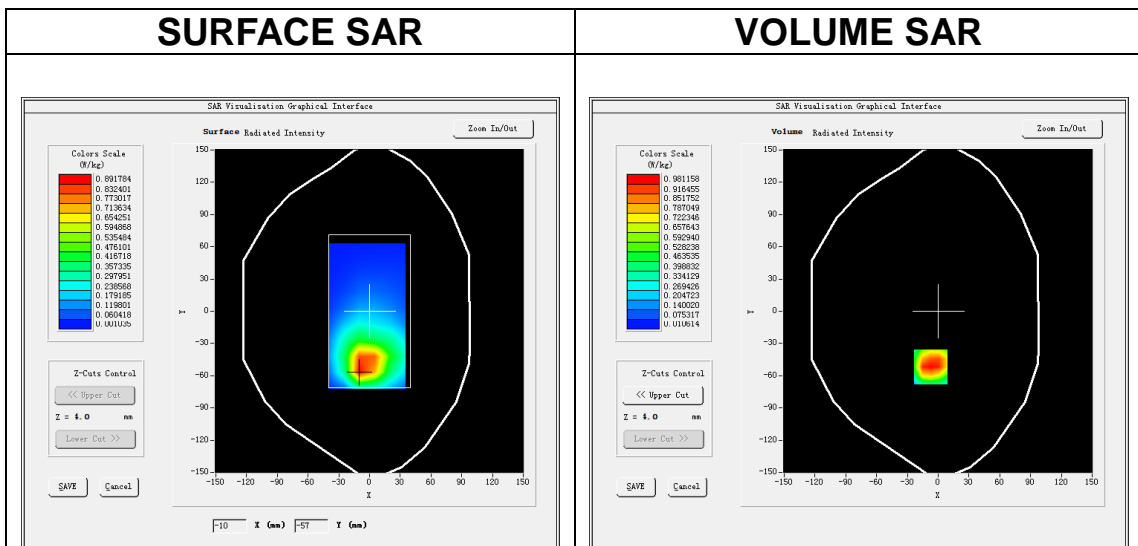 SURFACE SAR
SAR Visualisation Graphical Interface
Surface Radiated Intensity
Zoom In/Out
Colors Scale
(W/kg)
0.891784
0.832401
0.773017
0.713634
0.654251
0.594868
0.535484
0.476101
0.416718
0.357335
0.297951
0.238568
0.179185
0.119801
0.060418
0.001035
Z-Cuts Control
<< Upper Cut
Z = 4.0 mm
Lower Cut >>
SAVE Cancel
150
120
90
60
30
0
-30
-60
-90
-120
-150
Y
-150 -120 -90 -60 -30 0 30 60 90 120 150
X
-10 X (mm) -57 Y (mm)
VOLUME SAR
SAR Visualisation Graphical Interface
Volume Radiated Intensity
Zoom In/Out
Colors Scale
(W/kg)
0.981158
0.916455
0.851752
0.787049
0.722346
0.657643
0.592940
0.528238
0.463535
0.398832
0.334129
0.269426
0.204723
0.140020
0.075317
0.010614
Z-Cuts Control
<< Upper Cut
Z = 4.0 mm
Lower Cut >>
SAVE Cancel
150
120
90
60
30
0
-30
-60
-90
-120
-150
Y
-150 -120 -90 -60 -30 0 30 60 90 120 150
X